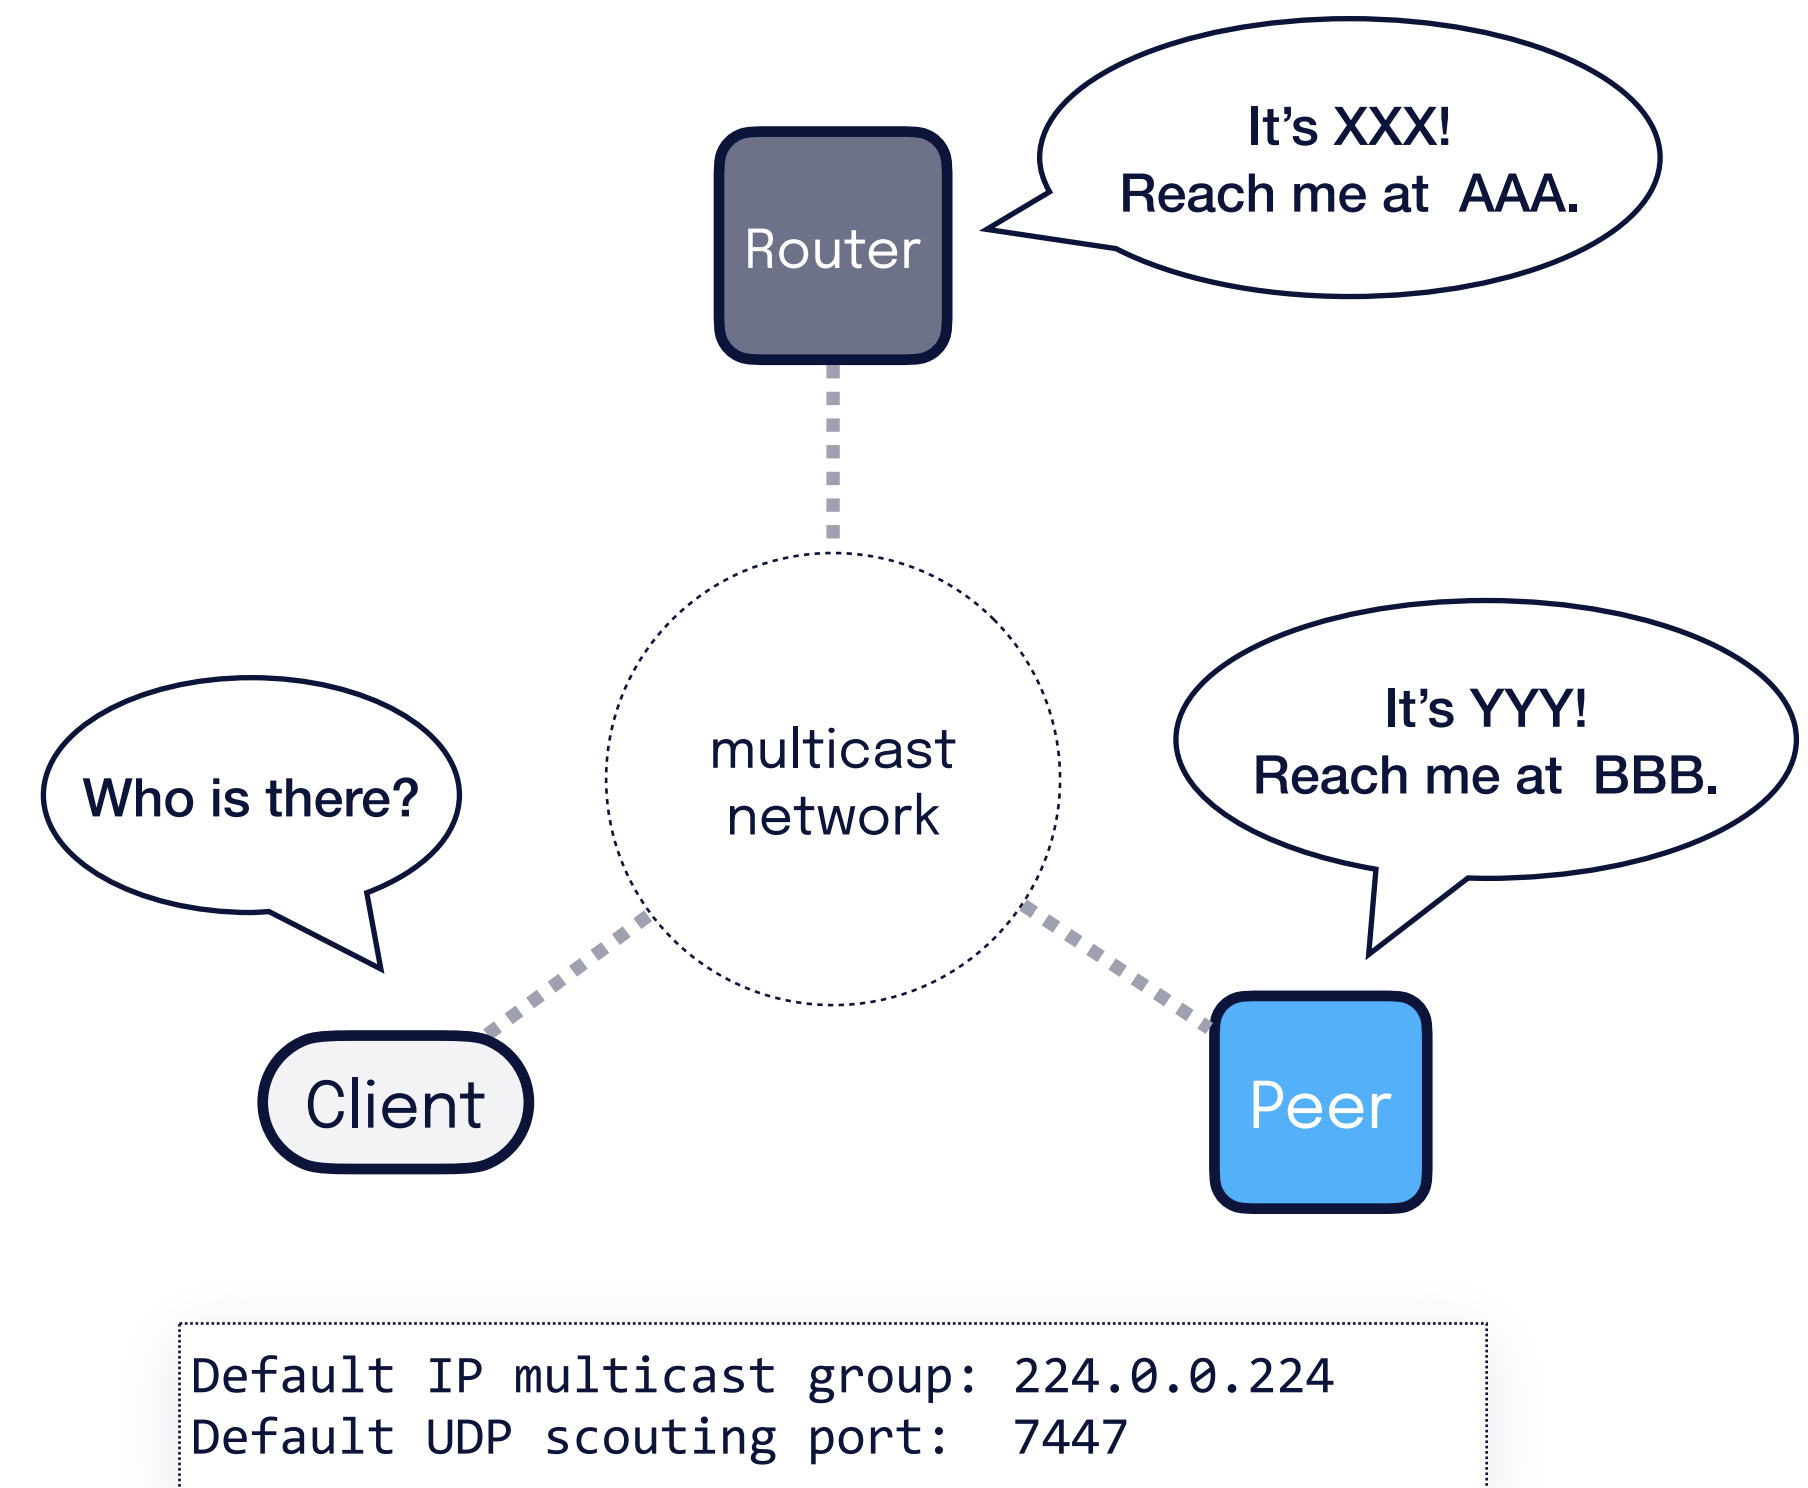 It’s XXX!
Reach me at  AAA.
Router
It’s YYY!
Reach me at  BBB.
multicast
network
Who is there?
Client
Peer
Default IP multicast group: 224.0.0.224
Default UDP scouting port:  7447